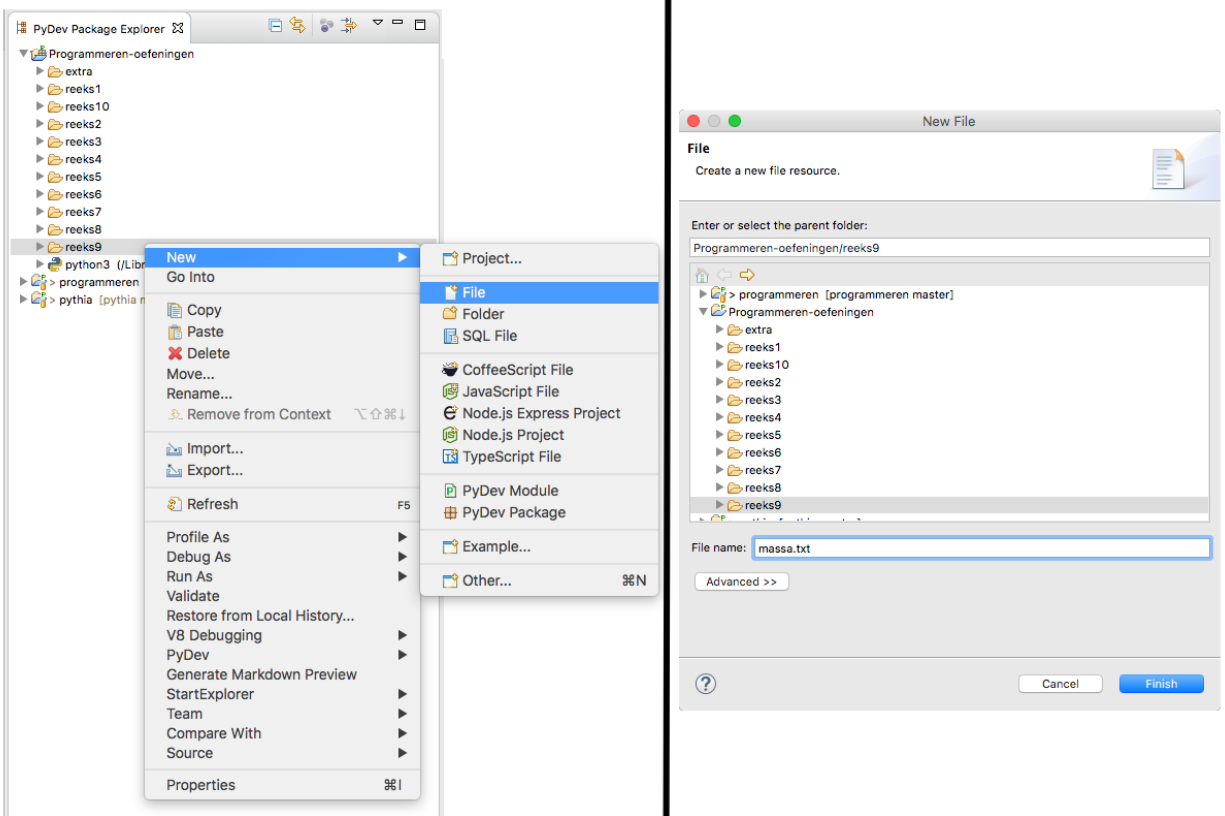 PyDev Package Explorer
Programmeren-oefeningen
extra
reeks1
reeks10
reeks2
reeks3
reeks4
reeks5
reeks6
reeks7
reeks8
reeks9
python3 (/Libr
> programmeren
> pythia [pythia m
New
Go Into
Copy
Paste
Delete
Move...
Rename...
Remove from Context ⌥⇧⌘↓
Import...
Export...
Refresh F5
Profile As
Debug As
Run As
Validate
Restore from Local History...
V8 Debugging
PyDev
Generate Markdown Preview
StartExplorer
Team
Compare With
Source
Properties ⌘I
Project...
File
Folder
SQL File
CoffeeScript File
JavaScript File
Node.js Express Project
Node.js Project
TypeScript File
PyDev Module
PyDev Package
Example...
Other... ⌘N
New File
File
Create a new file resource.
Enter or select the parent folder:
Programmeren-oefeningen/reeks9
> programmeren [programmeren master]
Programmeren-oefeningen
extra
reeks1
reeks10
reeks2
reeks3
reeks4
reeks5
reeks6
reeks7
reeks8
reeks9
File name: massa.txt
Advanced >>
?
Cancel
Finish